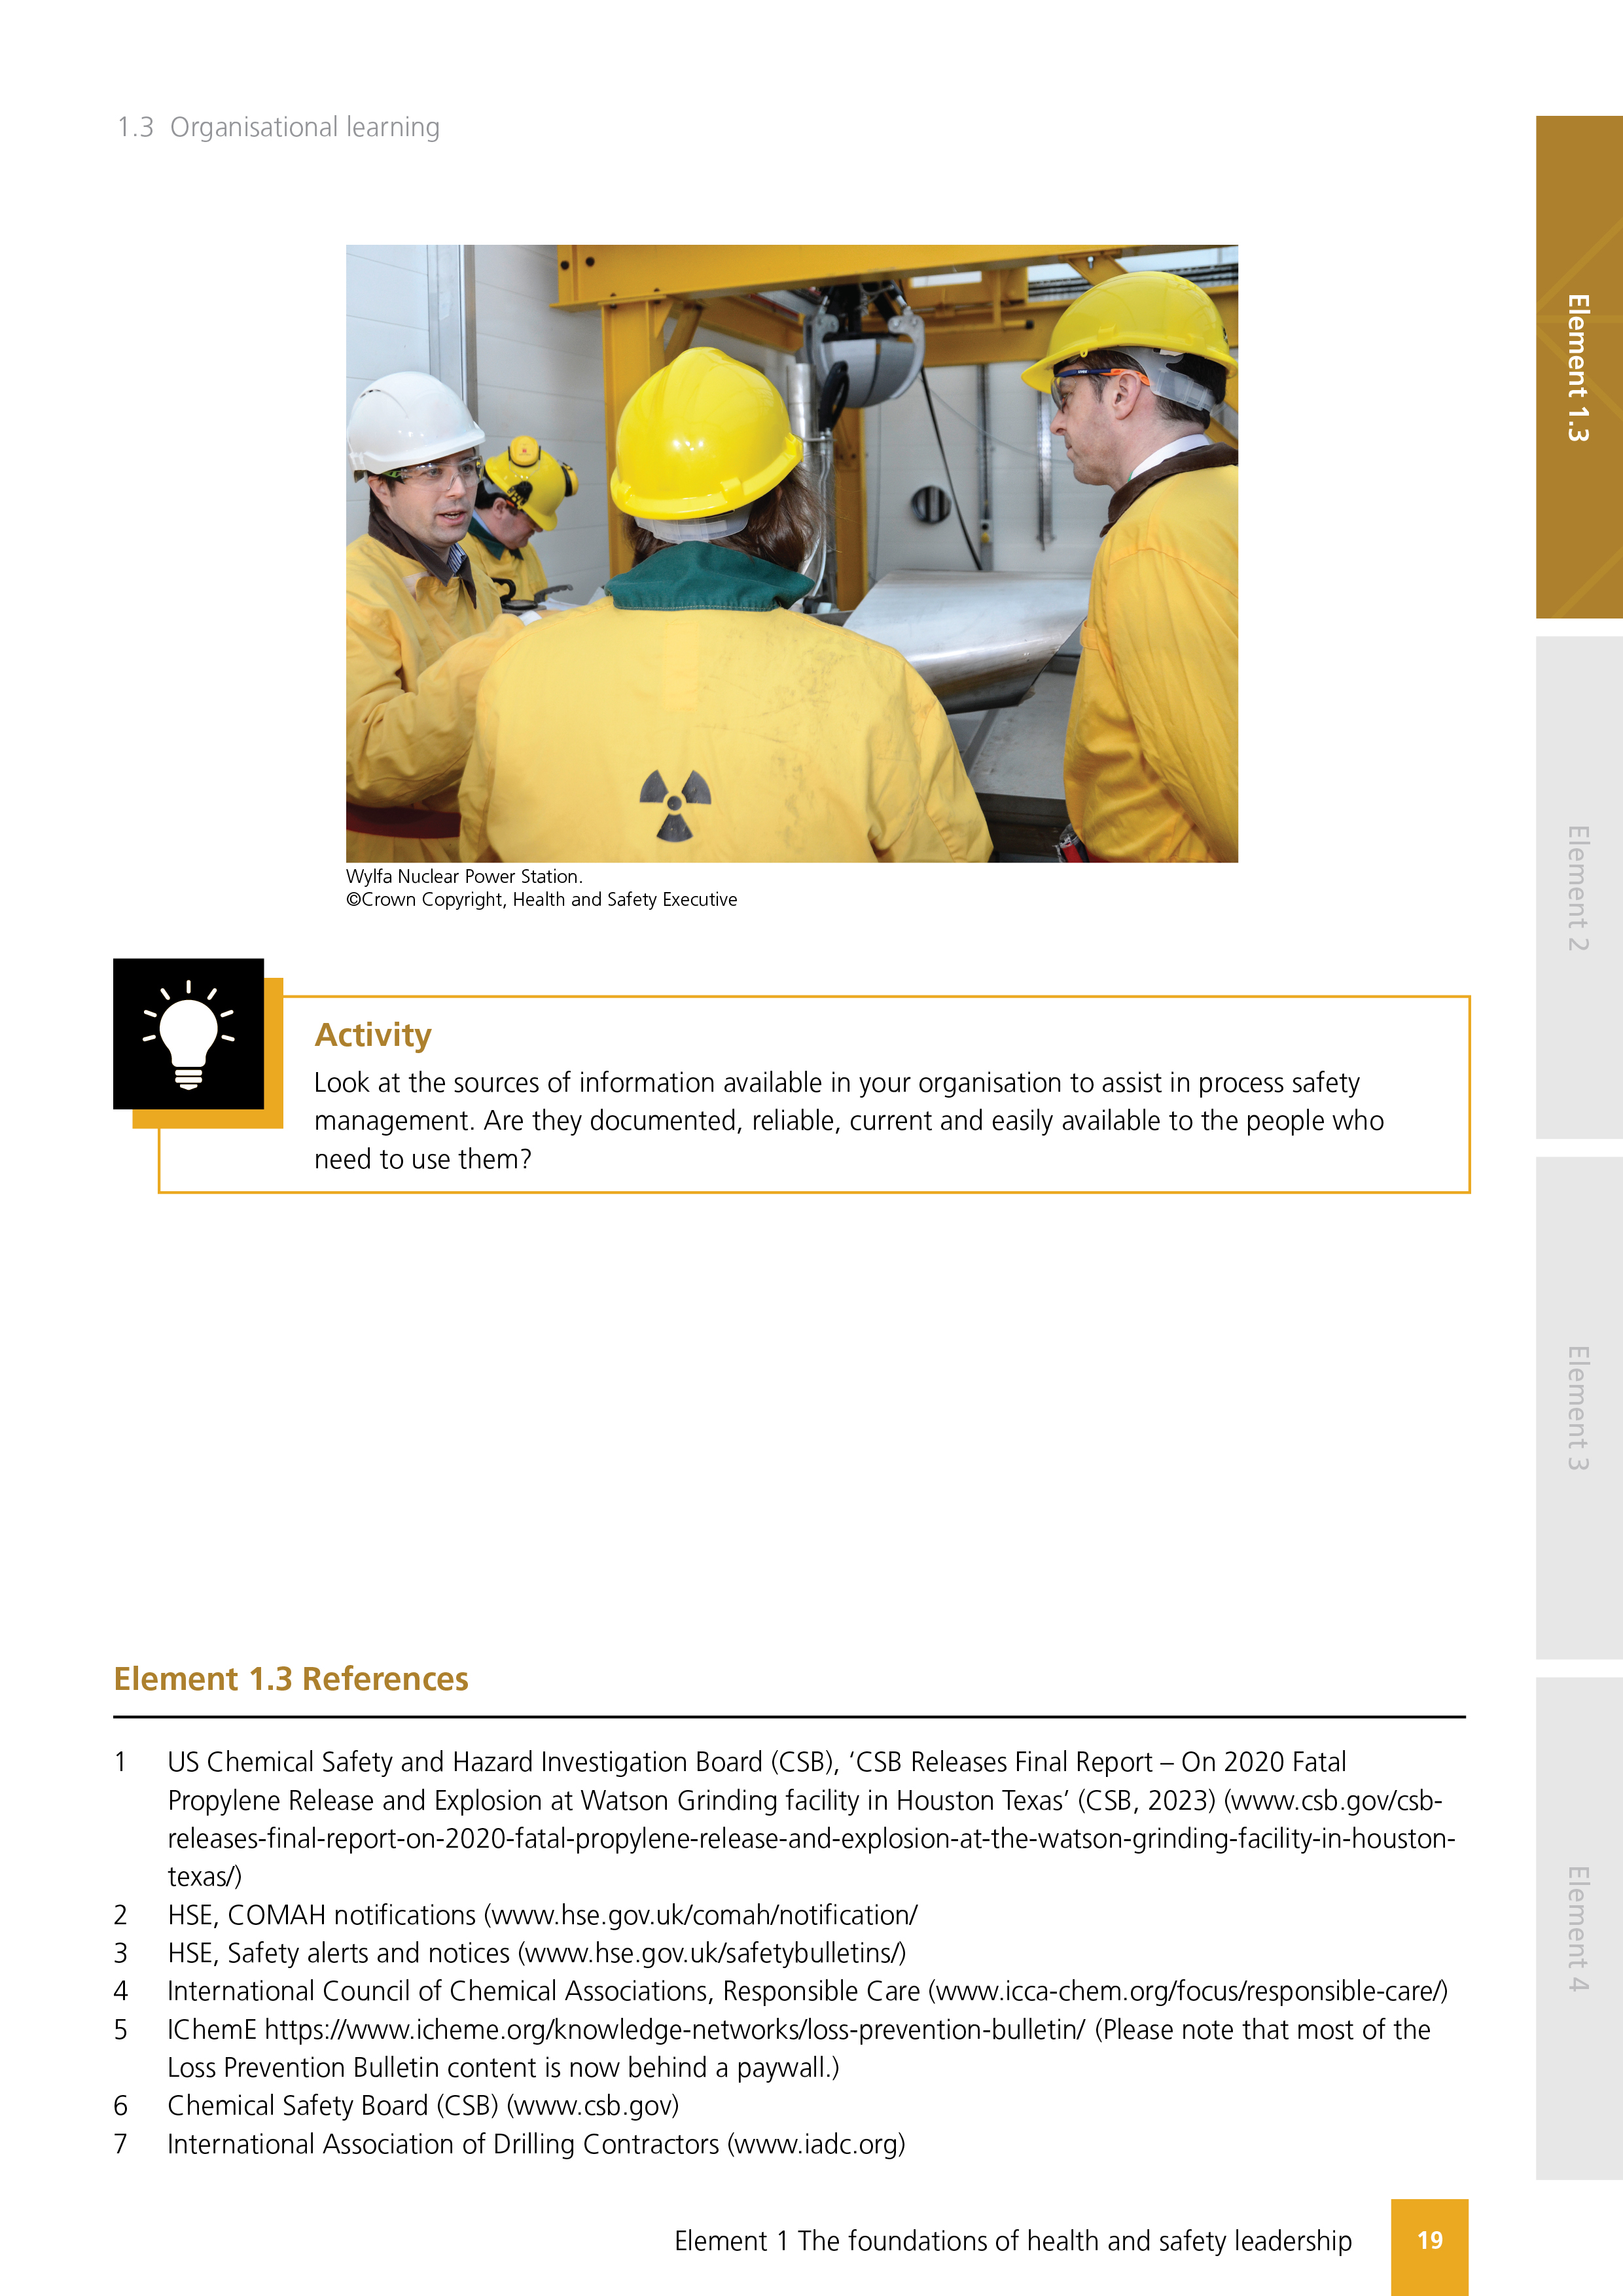 1.3 Organisational learning
Wylfa Nuclear Power Station.
©Crown Copyright, Health and Safety Executive
Activity
Look at the sources of information available in your organisation to assist in process safety
management. Are they documented, reliable, current and easily available to the people who
need to use them?
Element 1.3 References
1 US Chemical Safety and Hazard Investigation Board (CSB), ‘CSB Releases Final Report – On 2020 Fatal
Propylene Release and Explosion at Watson Grinding facility in Houston Texas’ (CSB, 2023) (www.csb.gov/csb-
releases-final-report-on-2020-fatal-propylene-release-and-explosion-at-the-watson-grinding-facility-in-houston-
texas/)
2 HSE, COMAH notifications (www.hse.gov.uk/comah/notification/
3 HSE, Safety alerts and notices (www.hse.gov.uk/safetybulletins/)
4 International Council of Chemical Associations, Responsible Care (www.icca-chem.org/focus/responsible-care/)
5 IChemE https://www.icheme.org/knowledge-networks/loss-prevention-bulletin/ (Please note that most of the
Loss Prevention Bulletin content is now behind a paywall.)
6 Chemical Safety Board (CSB) (www.csb.gov)
7 International Association of Drilling Contractors (www.iadc.org)
Element 1 The foundations of health and safety leadership
19
Element 1.3
Element 2
Element 3
Element 4